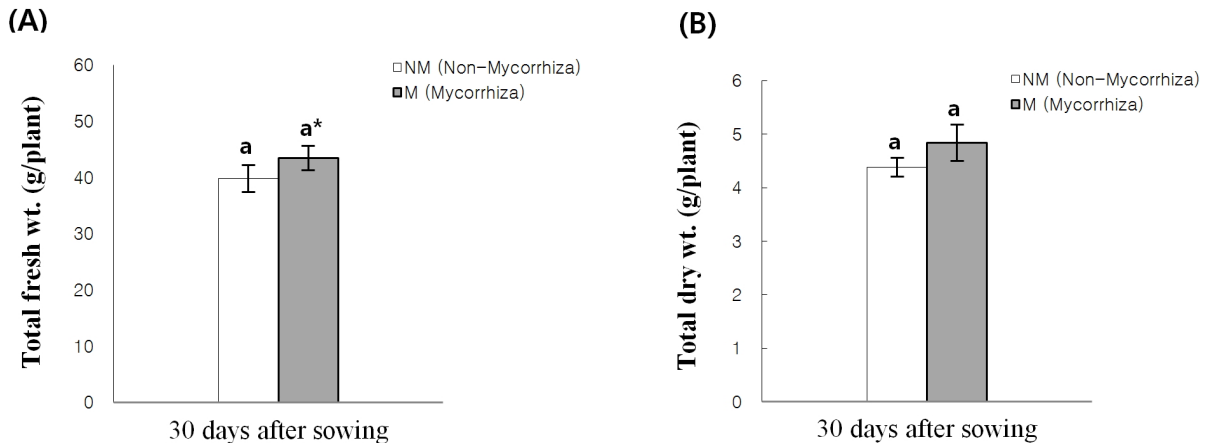 (A)
Total fresh wt. (g/plant)
60
50
40
30
20
10
0
NM (Non-Mycorrhiza)
M (Mycorrhiza)
a
a*
30 days after sowing
(B)
Total dry wt. (g/plant)
6
5
4
3
2
1
0
NM (Non-Mycorrhiza)
M (Mycorrhiza)
a
a
30 days after sowing